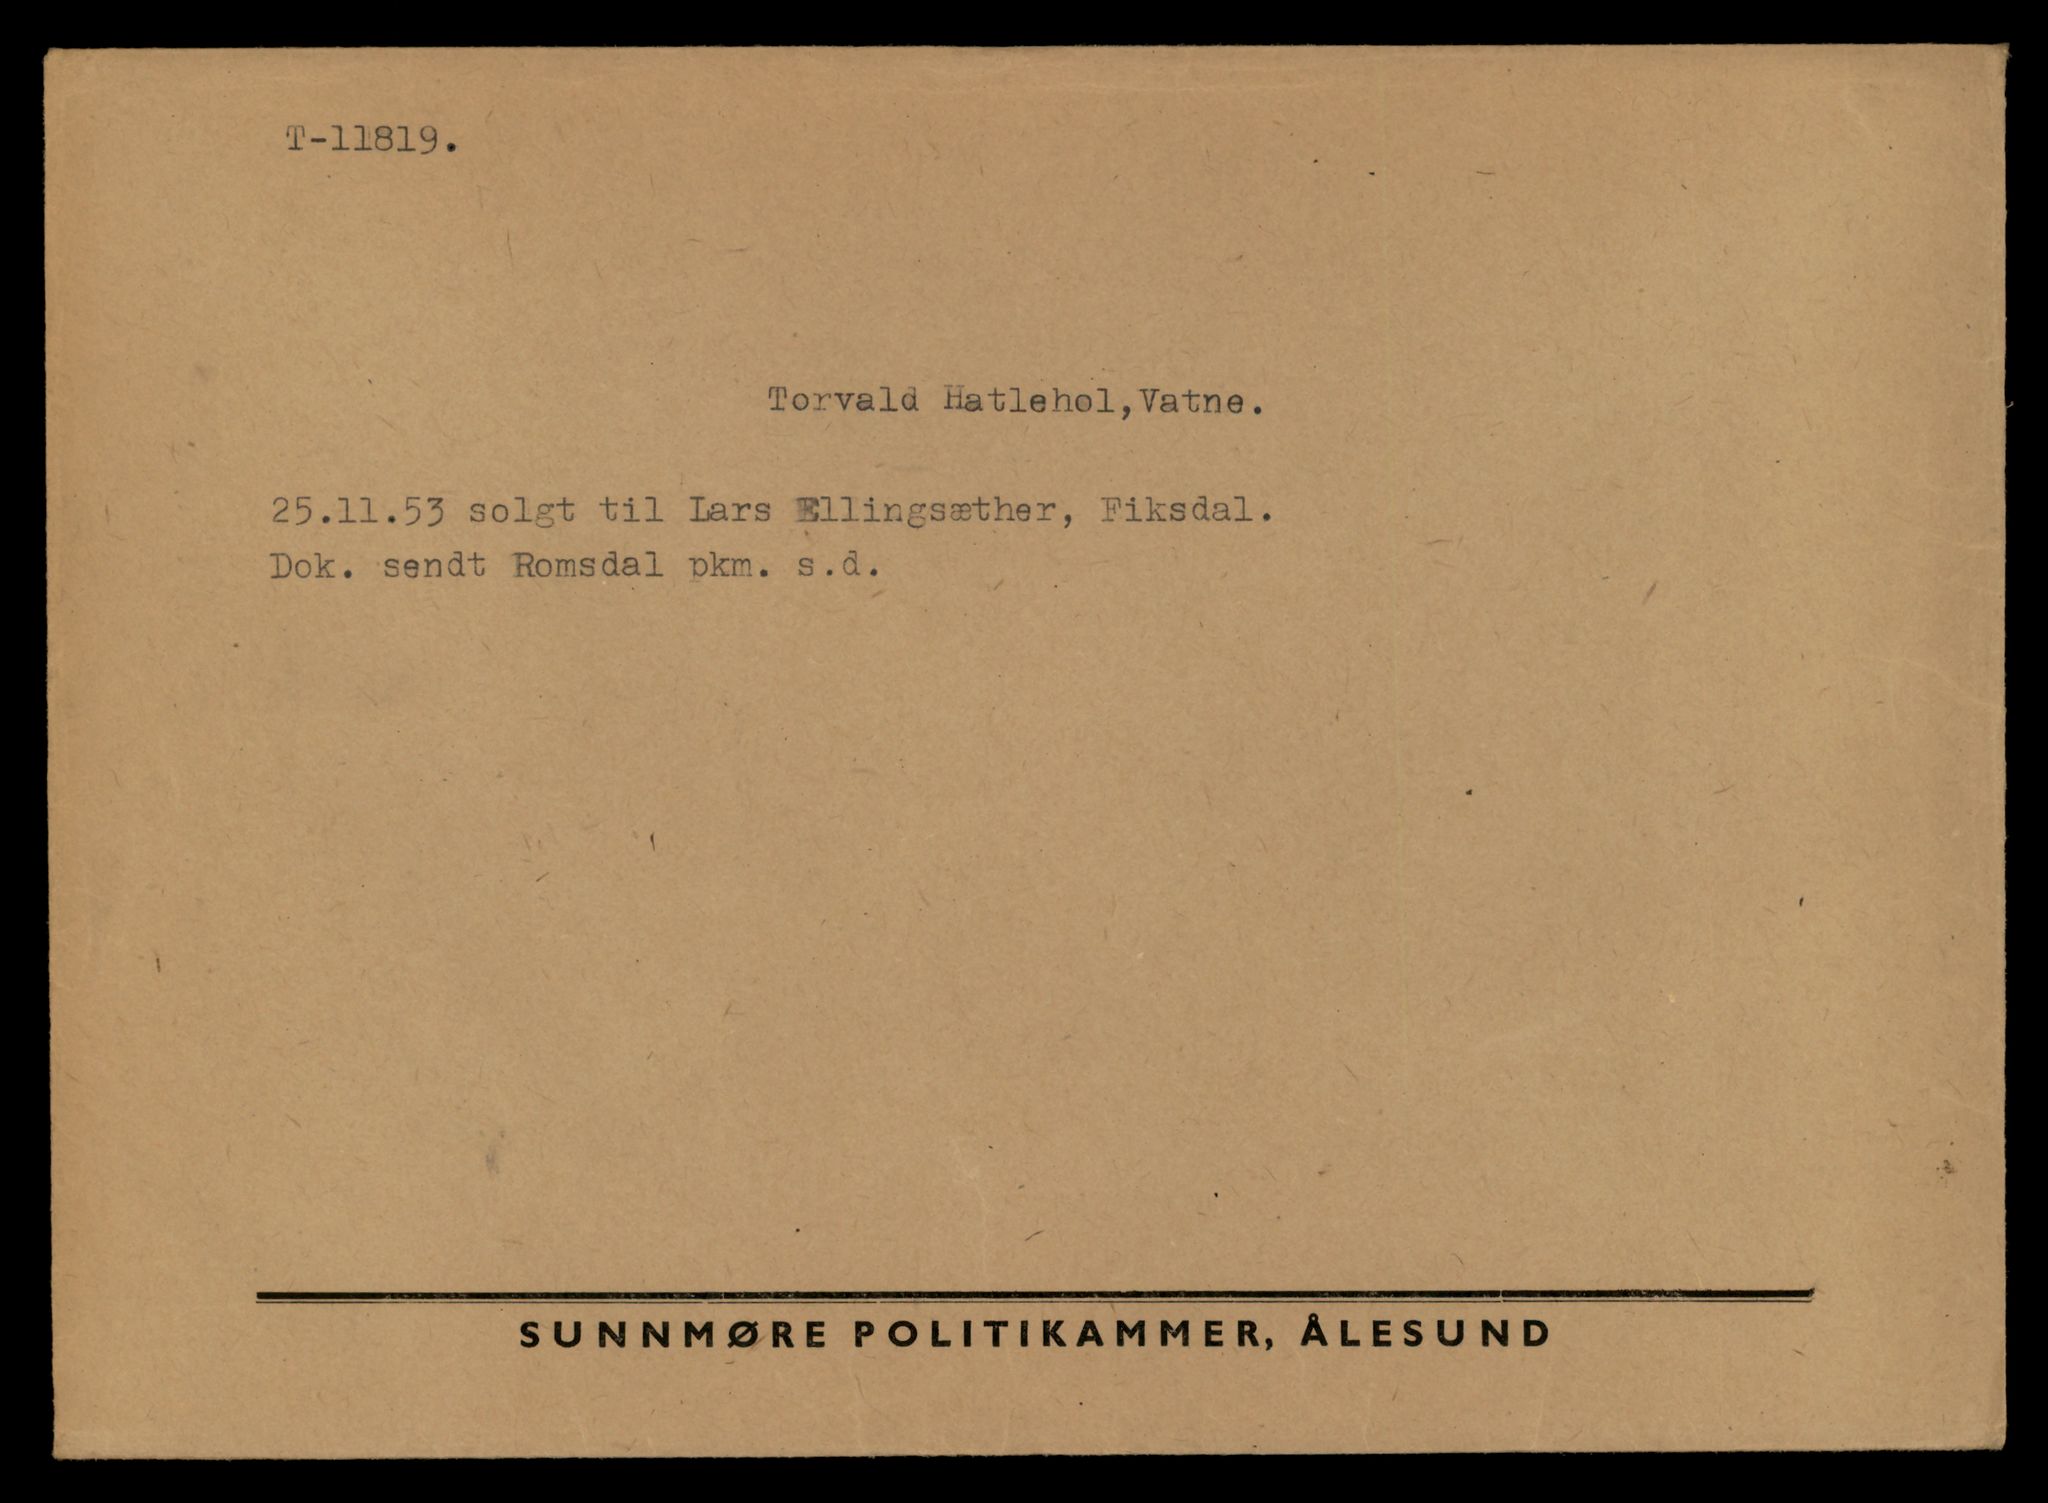 T-11819.
Torvald Hatlehol,Vatne.
25.11.53 solgt til Lars Ellingsæther, Fiksdal.
Dok. sendt Romsdal pkm. s.d.
SUNNMØRE POLITIKAMMER, ÅLESUND